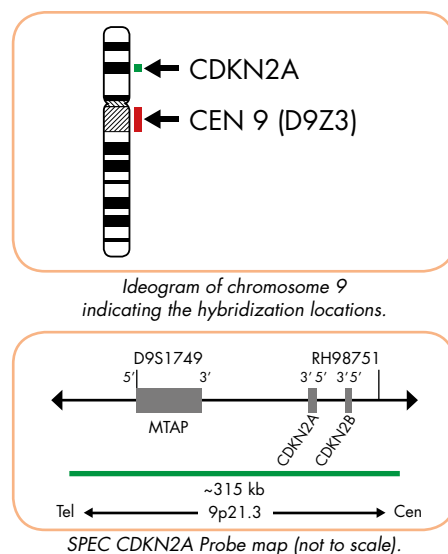 CDKN2A
CEN 9 (D9Z3)
Ideogram of chromosome 9
indicating the hybridization locations.
D9S1749 RH98751
5' 3' 3' 5' 3' 5'
MTAP CDKN2A CDKN2B
~315 kb
Tel 9p21.3 Cen
SPEC CDKN2A Probe map (not to scale).